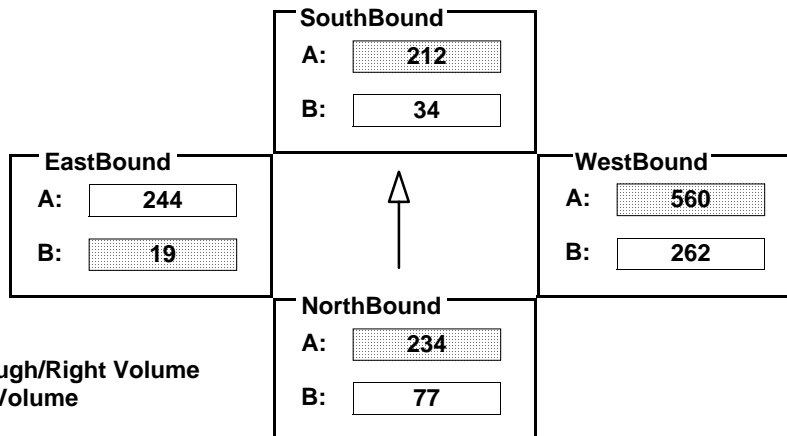 SouthBound
A: 212
B: 34
EastBound
A: 244
B: 19
WestBound
A: 560
B: 262
NorthBound
A: 234
B: 77
ugh/Right Volume
Volume